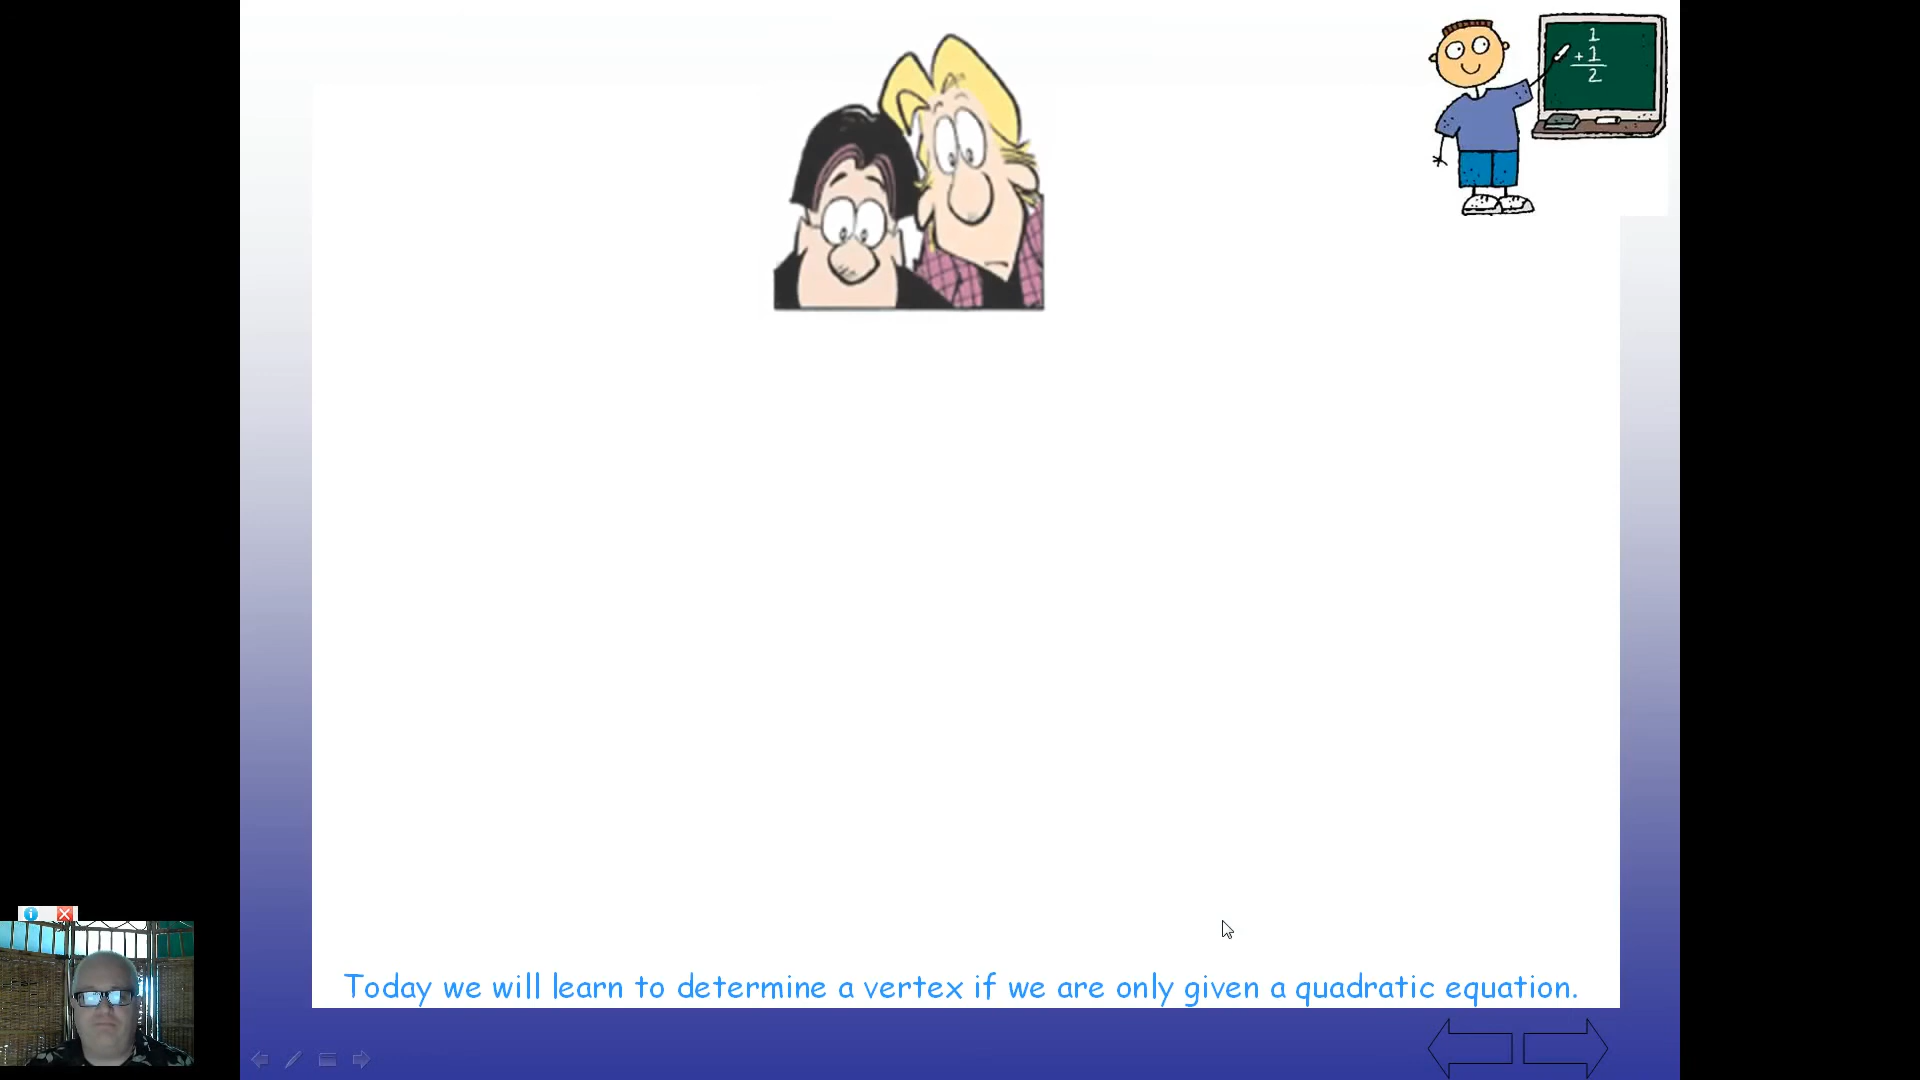 1
+ 1
2
Today we will learn to determine a vertex if we are only given a quadratic equation.